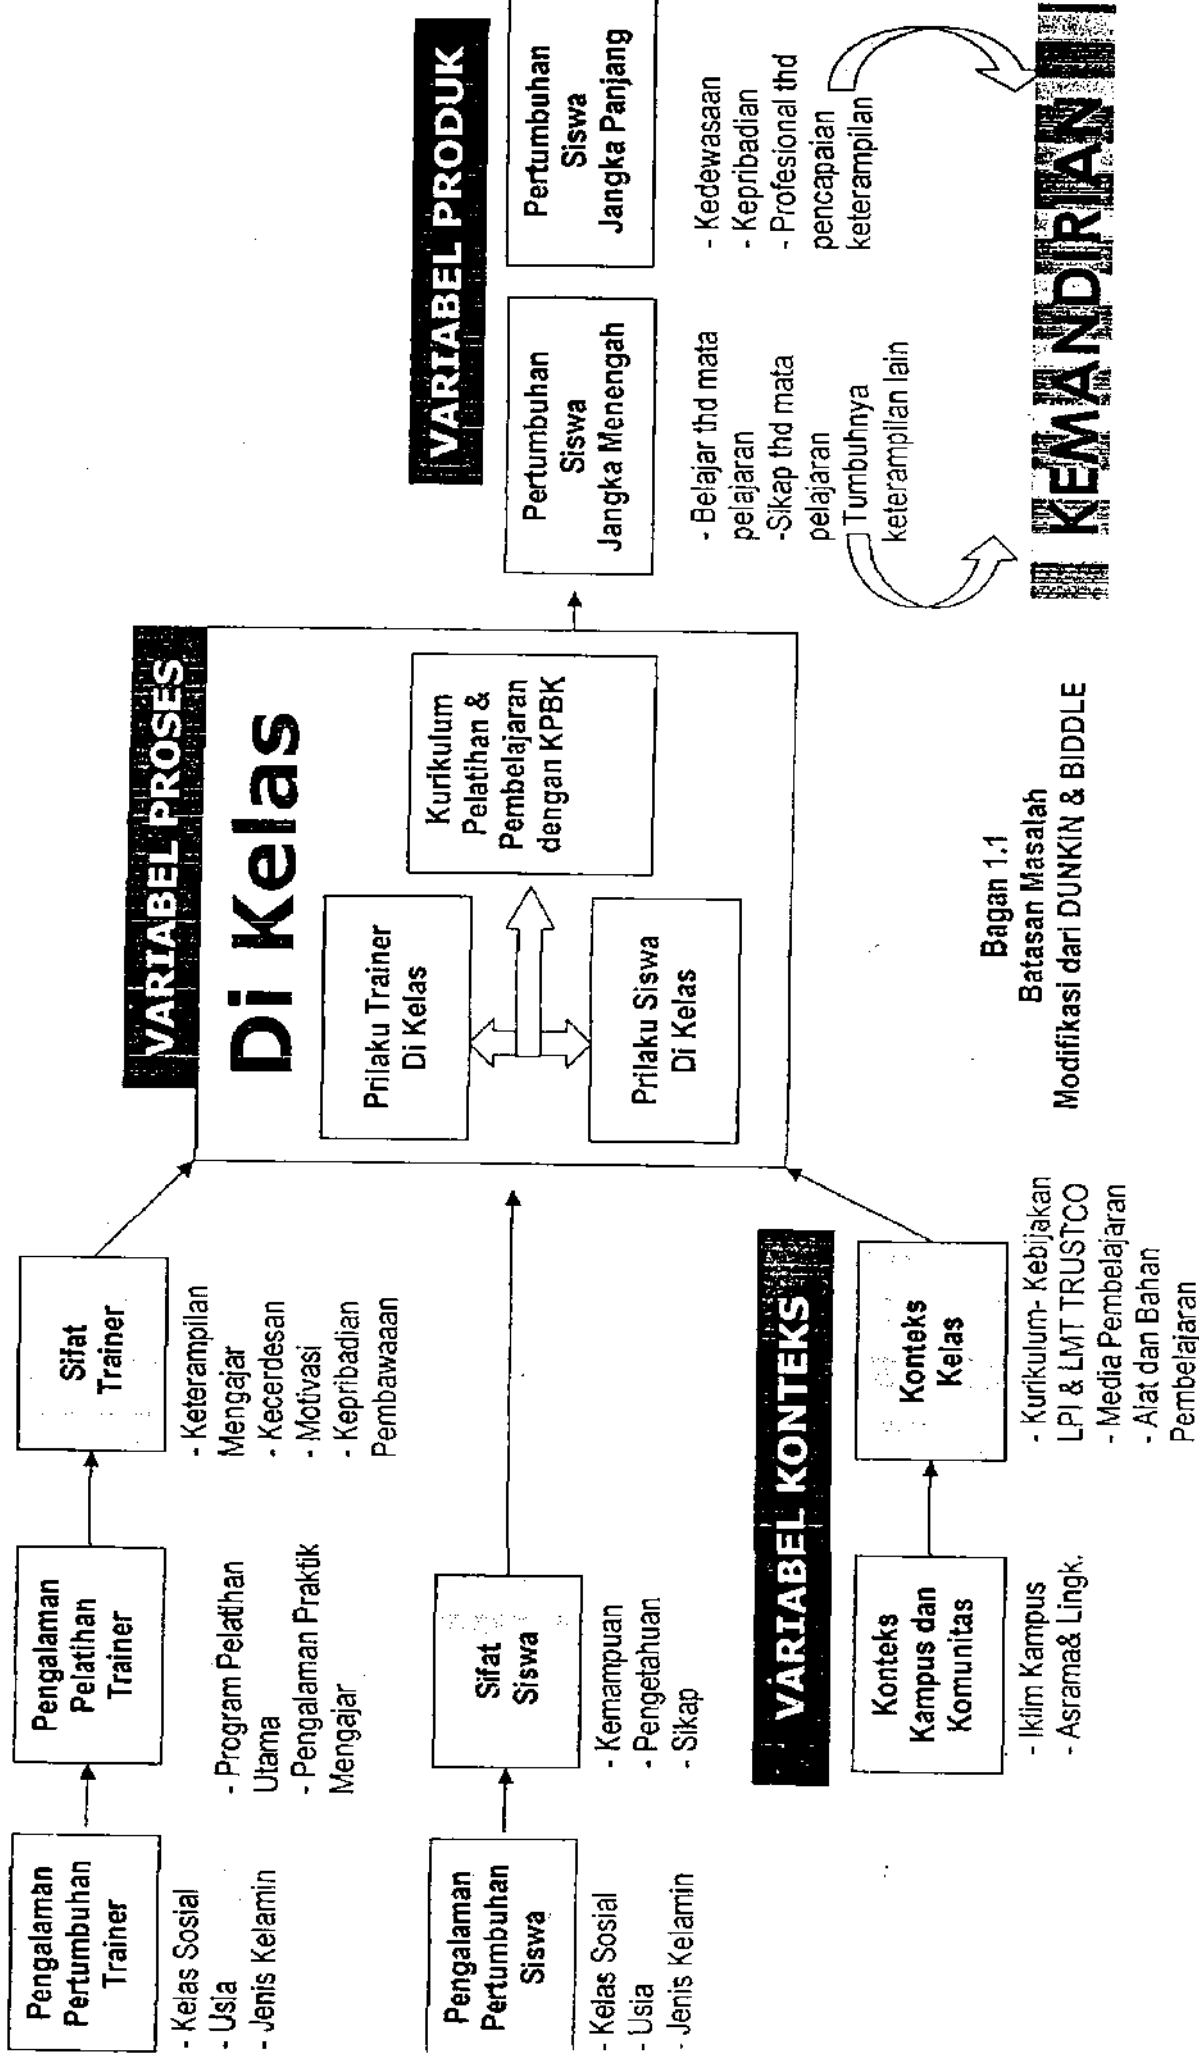 Pengalaman
Pertumbuhan
Trainer
- Kelas Sosial
- Usia
- Jenis Kelamin
Pengalaman
Pelatihan
Trainer
- Program Pelatihan
Utama
- Pengalaman Praktik
Mengajar
Sifat
Trainer
- Keterampilan
Mengajar
- Kecerdesan
- Motivasi
- Kepribadian
Pembawaaan
Pengalaman
Pertumbuhan
Siswa
- Kelas Sosial
- Usia
- Jenis Kelamin
Sifat
Siswa
- Kemampuan
- Pengetahuan
- Sikap
VARIABEL KONTEKS
Konteks
Kampus dan
Komunitas
- Iklim Kampus
- Asrama& Lingk.
Konteks
Kelas
- Kurikulum- Kebijakan
LPI & LMT TRUSTCO
- Media Pembelajaran
- Alat dan Bahan
Pembelajaran
VARIABEL PROSES
Di Kelas
Prilaku Trainer
Di Kelas
Prilaku Siswa
Di Kelas
Kurikulum
Pelatihan &
Pembelajaran
dengan KPBK
VARIABEL PRODUK
Pertumbuhan
Siswa
Jangka Menengah
- Belajar thd mata
pelajaran
-Sikap thd mata
pelajaran
- Tumbuhnya
keterampilan lain
Pertumbuhan
Siswa
Jangka Panjang
- Kedewasaan
- Kepribadian
- Profesional thd
pencapaian
keterampilan
KEMANDIRIAN
Bagan 1.1
Batasan Masalah
Modifikasi dari DUNKIN & BIDDLE